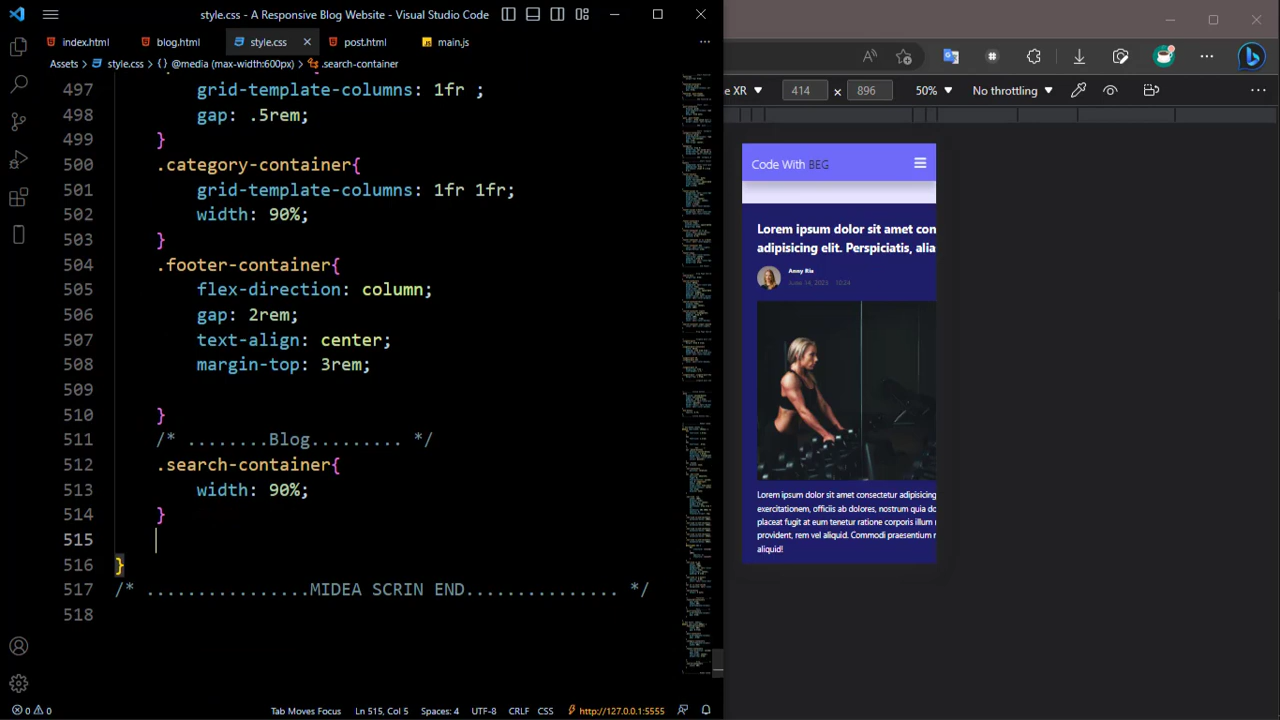 style.css - A Responsive Blog Website - Visual Studio Code
index.html
blog.html
style.css
post.html
main.js
Assets > style.css > {} @media (max-width:600px) > .search-container
497 grid-template-columns: 1fr ;
498 gap: .5rem;
499 }
500 .category-container{
501 grid-template-columns: 1fr 1fr;
502 width: 90%;
503 }
504 .footer-container{
505 flex-direction: column;
506 gap: 2rem;
507 text-align: center;
508 margin-top: 3rem;
509
510 }
511 /* ........Blog......... */
512 .search-container{
513 width: 90%;
514 }
515
516 }
517 /* ................MIDEA SCRIN END............... */
518
0 0
Tab Moves Focus
Ln 515, Col 5
Spaces: 4
UTF-8
CRLF
CSS
http://127.0.0.1:5555
e XR
414 x 896
50%
No throttling
Code With BEG
Lorem ipsum dolor sit amet con
adipisicing elit. Perspiciatis, alia
Anny Ria
10:24
Lorem ipsum dolor sit amet consectetur adipisicing
exercitationem, officiis ab dolores, nostrum quia do
placeat fugit at eum tenetur ratione corporis illum r
provident, rem vel aliquid. Commodi praesentium r
aliquid!